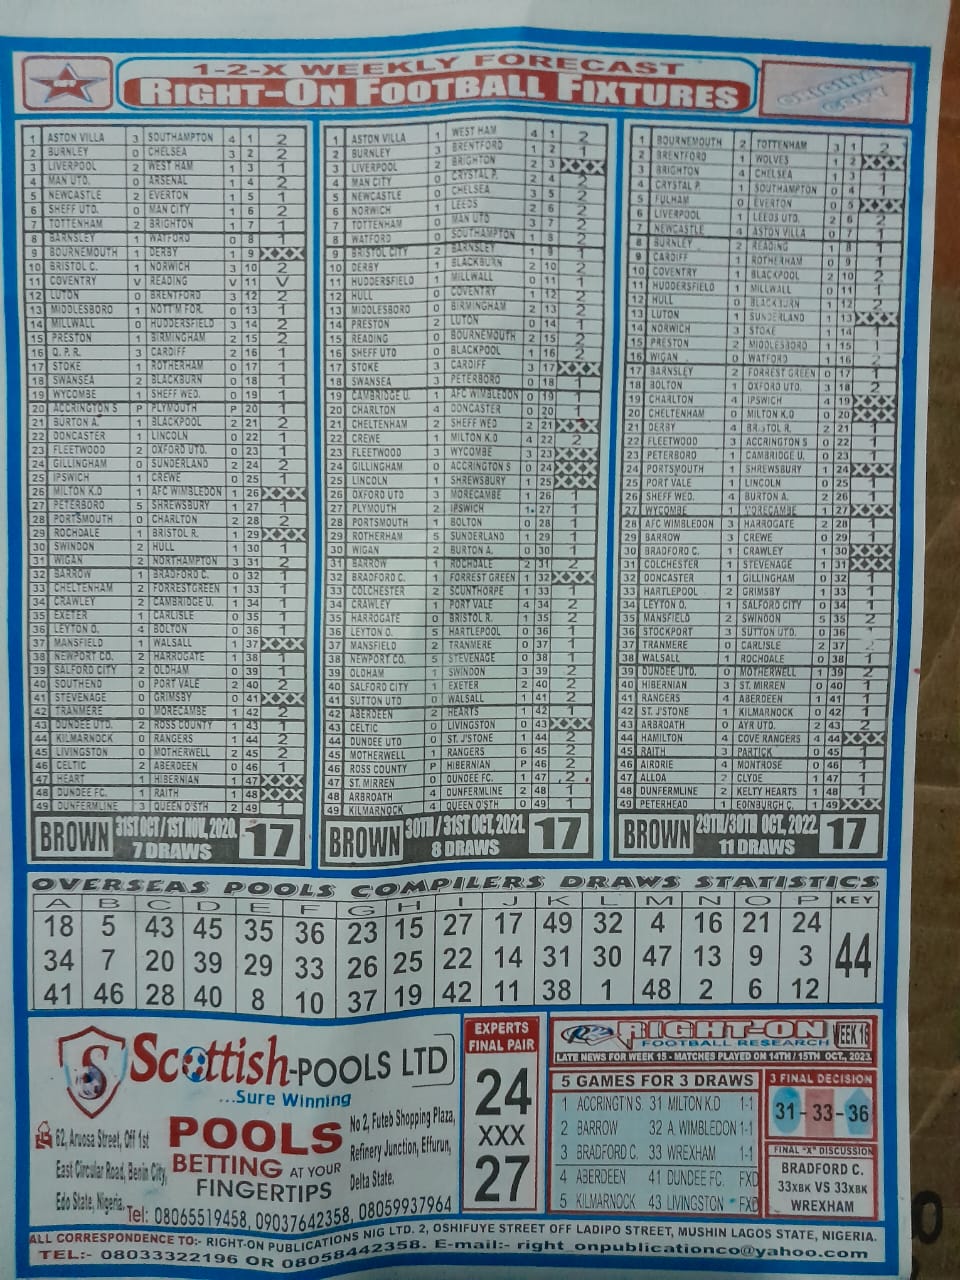 1-2-X WEEKLY FORECAST
RIGHT-ON FOOTBALL FIXTURES
ORIGINAL COPY
1 ASTON VILLA 3 SOUTHAMPTON 4 1 2
2 BURNLEY 0 CHELSEA 3 2 2
3 LIVERPOOL 2 WEST HAM 1 3 1
4 MAN UTD. 0 ARSENAL 1 4 2
5 NEWCASTLE 2 EVERTON 1 5 1
6 SHEFF UTD. 0 MAN CITY 1 6 2
7 TOTTENHAM 2 BRIGHTON 1 7 1
8 BARNSLEY 1 WATFORD 0 8 1
9 BOURNEMOUTH 1 DERBY 1 9 XXX
10 BRISTOL C. 1 NORWICH 3 10 2
11 COVENTRY V READING V 11 V
12 LUTON 0 BRENTFORD 3 12 2
13 MIDDLESBORO 1 NOTT'M FOR. 0 13 1
14 MILLWALL 0 HUDDERSFIELD 3 14 2
15 PRESTON 1 BIRMINGHAM 2 15 2
16 Q. P. R. 3 CARDIFF 2 16 1
17 STOKE 1 ROTHERHAM 0 17 1
18 SWANSEA 2 BLACKBURN 0 18 1
19 WYCOMBE 1 SHEFF WED. 0 19 1
20 ACCRINGTON S P PLYMOUTH P 20 1
21 BURTON A. 1 BLACKPOOL 2 21 2
22 DONCASTER 1 LINCOLN 0 22 1
23 FLEETWOOD 2 OXFORD UTD. 0 23 1
24 GILLINGHAM 0 SUNDERLAND 2 24 2
25 IPSWICH 1 CREWE 0 25 1
26 MILTON K.D 1 AFC WIMBLEDON 1 26 XXX
27 PETERBORO 5 SHREWSBURY 1 27 1
28 PORTSMOUTH 0 CHARLTON 2 28 2
29 ROCHDALE 1 BRISTOL R. 1 29 XXX
30 SWINDON 2 HULL 1 30 1
31 WIGAN 2 NORTHAMPTON 3 31 2
32 BARROW 1 BRADFORD C. 0 32 1
33 CHELTENHAM 2 FORRESTGREEN 1 33 1
34 CRAWLEY 2 CAMBRIDGE U. 1 34 1
35 EXETER 1 CARLISLE 0 35 1
36 LEYTON O. 4 BOLTON 0 36 1
37 MANSFIELD 1 WALSALL 1 37 XXX
38 NEWPORT CO. 2 HARROGATE 1 38 1
39 SALFORD CITY 2 OLDHAM 0 39 1
40 SOUTHEND 0 PORT VALE 2 40 2
41 STEVENAGE 0 GRIMSBY 0 41 XXX
42 TRANMERE 0 MORECAMBE 1 42 2
43 DUNDEE UTD. 2 ROSS COUNTY 1 43 1
44 KILMARNOCK 0 RANGERS 1 44 2
45 LIVINGSTON 0 MOTHERWELL 2 45 2
46 CELTIC 2 ABERDEEN 0 46 1
47 HEART 1 HIBERNIAN 1 47 XXX
48 DUNDEE FC. 1 RAITH 1 48 XXX
49 DUNFERMLINE 3 QUEEN O'STH 2 49 1
BROWN 31ST OCT / 1ST NOV, 2020. 17
7 DRAWS
1 ASTON VILLA 1 WEST HAM 4 1 2
2 BURNLEY 3 BRENTFORD 1 2 1
3 LIVERPOOL 2 BRIGHTON 2 3 XXX
4 MAN CITY 0 CRYSTAL P. 2 4 2
5 NEWCASTLE 0 CHELSEA 3 5 2
6 NORWICH 1 LEEDS 2 6 2
7 TOTTENHAM 0 MAN UTD 3 7 2
8 WATFORD 0 SOUTHAMPTON 1 8 2
9 BRISTOL CITY 2 BARNSLEY 1 9 1
10 DERBY 1 BLACKBURN 2 10 2
11 HUDDERSFIELD 1 MILLWALL 0 11 1
12 HULL 0 COVENTRY 1 12 2
13 MIDDLESBORO 0 BIRMINGHAM 2 13 2
14 PRESTON 2 LUTON 0 14 1
15 READING 0 BOURNEMOUTH 2 15 2
16 SHEFF UTD 0 BLACKPOOL 1 16 2
17 STOKE 3 CARDIFF 3 17 XXX
18 SWANSEA 3 PETERBORO 0 18 1
19 CAMBRIDGE U. 1 AFC WIMBLEDON 0 19 1
20 CHARLTON 4 DONCASTER 0 20 1
21 CHELTENHAM 2 SHEFF WED 2 21 XXX
22 CREWE 1 MILTON K.D 4 22 2
23 FLEETWOOD 3 WYCOMBE 3 23 XXX
24 GILLINGHAM 0 ACCRINGTON S 0 24 XXX
25 LINCOLN 1 SHREWSBURY 1 25 XXX
26 OXFORD UTD 3 MORECAMBE 1 26 1
27 PLYMOUTH 2 IPSWICH 1 27 1
28 PORTSMOUTH 1 BOLTON 0 28 1
29 ROTHERHAM 5 SUNDERLAND 1 29 1
30 WIGAN 2 BURTON A. 0 30 1
31 BARROW 1 ROCHDALE 2 31 2
32 BRADFORD C. 1 FORREST GREEN 1 32 XXX
33 COLCHESTER 2 SCUNTHORPE 1 33 1
34 CRAWLEY 1 PORT VALE 4 34 2
35 HARROGATE 0 BRISTOL R. 1 35 2
36 LEYTON O. 5 HARTLEPOOL 0 36 1
37 MANSFIELD 2 TRANMERE 0 37 1
38 NEWPORT CO. 5 STEVENAGE 0 38 1
39 OLDHAM 1 SWINDON 3 39 2
40 SALFORD CITY 1 EXETER 2 40 2
41 SUTTON UTD 0 WALSALL 1 41 2
42 ABERDEEN 2 HEARTS 1 42 1
43 CELTIC 0 LIVINGSTON 0 43 XXX
44 DUNDEE UTD 0 ST. J'STONE 1 44 2
45 MOTHERWELL 1 RANGERS 6 45 2
46 ROSS COUNTY P HIBERNIAN P 46 2
47 ST. MIRREN 0 DUNDEE FC. 1 47 2
48 ARBROATH 4 DUNFERMLINE 2 48 1
49 KILMARNOCK 4 QUEEN O'STH 0 49 1
BROWN 30TH / 31ST OCT, 2021. 17
8 DRAWS
1 BOURNEMOUTH 2 TOTTENHAM 3 1 2
2 BRENTFORD 1 WOLVES 1 2 XXX
3 BRIGHTON 4 CHELSEA 1 3 1
4 CRYSTAL P. 1 SOUTHAMPTON 0 4 1
5 FULHAM 0 EVERTON 0 5 XXX
6 LIVERPOOL 1 LEEDS UTD. 2 6 2
7 NEWCASTLE 4 ASTON VILLA 0 7 1
8 BURNLEY 2 READING 1 8 1
9 CARDIFF 1 ROTHERHAM 0 9 1
10 COVENTRY 1 BLACKPOOL 2 10 2
11 HUDDERSFIELD 1 MILLWALL 0 11 1
12 HULL 0 BLACKBURN 1 12 2
13 LUTON 1 SUNDERLAND 1 13 XXX
14 NORWICH 3 STOKE 1 14 1
15 PRESTON 2 MIDDLESBORO 1 15 1
16 WIGAN 0 WATFORD 1 16 2
17 BARNSLEY 2 FORREST GREEN 0 17 1
18 BOLTON 1 OXFORD UTD. 3 18 2
19 CHARLTON 4 IPSWICH 4 19 XXX
20 CHELTENHAM 0 MILTON K.D 0 20 XXX
21 DERBY 4 BRISTOL R. 2 21 1
22 FLEETWOOD 3 ACCRINGTON S 0 22 1
23 PETERBORO 1 CAMBRIDGE U. 0 23 1
24 PORTSMOUTH 1 SHREWSBURY 1 24 XXX
25 PORT VALE 1 LINCOLN 0 25 1
26 SHEFF WED. 4 BURTON A. 2 26 1
27 WYCOMBE 1 MORECAMBE 1 27 XXX
28 AFC WIMBLEDON 3 HARROGATE 2 28 1
29 BARROW 3 CREWE 0 29 1
30 BRADFORD C. 1 CRAWLEY 1 30 XXX
31 COLCHESTER 1 STEVENAGE 1 31 XXX
32 DONCASTER 1 GILLINGHAM 0 32 1
33 HARTLEPOOL 2 GRIMSBY 1 33 1
34 LEYTON O. 1 SALFORD CITY 0 34 1
35 MANSFIELD 2 SWINDON 5 35 2
36 STOCKPORT 3 SUTTON UTD. 0 36
37 TRANMERE 0 CARLISLE 2 37
38 WALSALL 1 ROCHDALE 0 38 1
39 DUNDEE UTD. 0 MOTHERWELL 1 39 2
40 HIBERNIAN 3 ST. MIRREN 0 40 1
41 RANGERS 4 ABERDEEN 1 41 1
42 ST. J'STONE 1 KILMARNOCK 0 42 1
43 ARBROATH 0 AYR UTD 2 43 2
44 HAMILTON 4 COVE RANGERS 4 44 XXX
45 RAITH 3 PARTICK 0 45 1
46 AIRDRIE 4 MONTROSE 0 46 1
47 ALLOA 2 CLYDE 1 47 1
48 DUNFERMLINE 2 KELTY HEARTS 1 48 1
49 PETERHEAD 1 EDINBURGH C. 1 49 XXX
BROWN 29TH/30TH OCT, 2022. 17
11 DRAWS
OVERSEAS POOLS COMPILERS DRAWS STATISTICS
A B C D E F G H I J K L M N O P KEY
18 5 43 45 35 36 23 15 27 17 49 32 4 16 21 24
34 7 20 39 29 33 26 25 22 14 31 30 47 13 9 3 44
41 46 28 40 8 10 37 19 42 11 38 1 48 2 6 12
S Scottish-POOLS LTD
...Sure Winning
62, Aruosa Street, Off 1st
East Circular Road, Benin City,
Edo State, Nigeria.
POOLS
BETTING AT YOUR
FINGERTIPS
No 2, Futeb Shopping Plaza,
Refinery Junction, Effurun,
Delta State.
Tel: 08065519458, 09037642358, 08059937964
EXPERTS
FINAL PAIR
24
XXX
27
RIGHT-ON WEEK 16
FOOTBALL RESEARCH
LATE NEWS FOR WEEK 15 - MATCHES PLAYED ON 14TH / 15TH OCT., 2023.
5 GAMES FOR 3 DRAWS
1 ACCRINGT'N S 31 MILTON K.D 1-1
2 BARROW 32 A. WIMBLEDON 1-1
3 BRADFORD C. 33 WREXHAM 1-1
4 ABERDEEN 41 DUNDEE FC. FXD
5 KILMARNOCK 43 LIVINGSTON FXD
3 FINAL DECISION
31 - 33 - 36
FINAL "X" DISCUSSION
BRADFORD C.
33XBK VS 33XBK
WREXHAM
ALL CORRESPONDENCE TO:- RIGHT-ON PUBLICATIONS NIG LTD. 2, OSHIFUYE STREET OFF LADIPO STREET, MUSHIN LAGOS STATE, NIGERIA.
TEL:- 08033322196 OR 08058442358. E-mail:- right_onpublicationco@yahoo.com